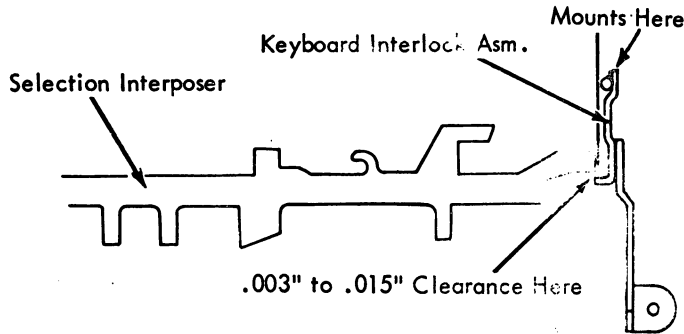 Mounts Here
Keyboard Interlock Asm.
Selection Interposer
.003" to .015" Clearance Here